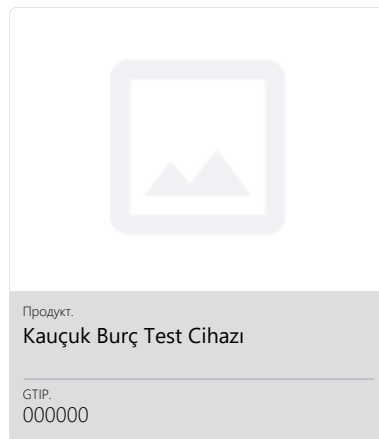 Продукт.
Kauçuk Burç Test Cihazı
GTIP.
000000